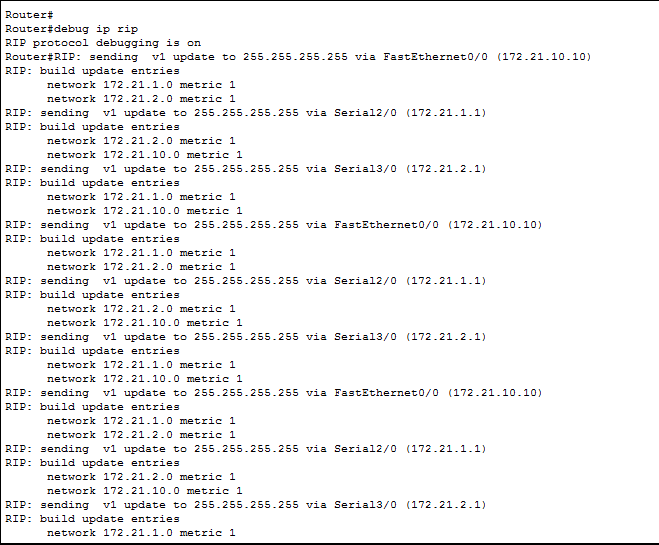 Router#
Router#debug ip rip
RIP protocol debugging is on
Router#RIP: sending  v1 update to 255.255.255.255 via FastEthernet0/0 (172.21.10.10)
RIP: build update entries
      network 172.21.1.0 metric 1
      network 172.21.2.0 metric 1
RIP: sending  v1 update to 255.255.255.255 via Serial2/0 (172.21.1.1)
RIP: build update entries
      network 172.21.2.0 metric 1
      network 172.21.10.0 metric 1
RIP: sending  v1 update to 255.255.255.255 via Serial3/0 (172.21.2.1)
RIP: build update entries
      network 172.21.1.0 metric 1
      network 172.21.10.0 metric 1
RIP: sending  v1 update to 255.255.255.255 via FastEthernet0/0 (172.21.10.10)
RIP: build update entries
      network 172.21.1.0 metric 1
      network 172.21.2.0 metric 1
RIP: sending  v1 update to 255.255.255.255 via Serial2/0 (172.21.1.1)
RIP: build update entries
      network 172.21.2.0 metric 1
      network 172.21.10.0 metric 1
RIP: sending  v1 update to 255.255.255.255 via Serial3/0 (172.21.2.1)
RIP: build update entries
      network 172.21.1.0 metric 1
      network 172.21.10.0 metric 1
RIP: sending  v1 update to 255.255.255.255 via FastEthernet0/0 (172.21.10.10)
RIP: build update entries
      network 172.21.1.0 metric 1
      network 172.21.2.0 metric 1
RIP: sending  v1 update to 255.255.255.255 via Serial2/0 (172.21.1.1)
RIP: build update entries
      network 172.21.2.0 metric 1
      network 172.21.10.0 metric 1
RIP: sending  v1 update to 255.255.255.255 via Serial3/0 (172.21.2.1)
RIP: build update entries
      network 172.21.1.0 metric 1